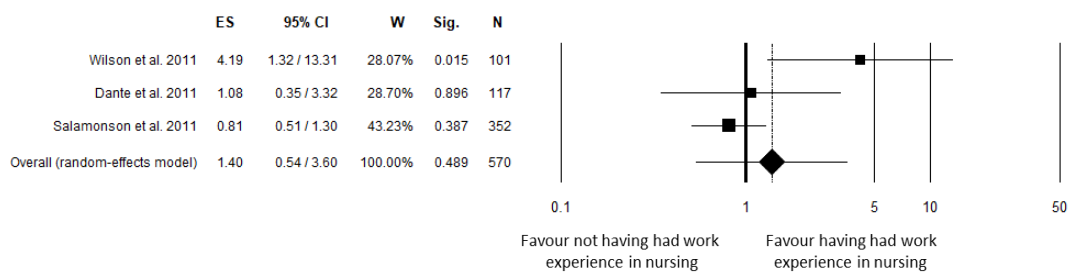 ES 95% CI W Sig. N
Wilson et al. 2011 4.19 1.32 / 13.31 28.07% 0.015 101
Dante et al. 2011 1.08 0.35 / 3.32 28.70% 0.896 117
Salamonson et al. 2011 0.81 0.51 / 1.30 43.23% 0.387 352
Overall (random-effects model) 1.40 0.54 / 3.60 100.00% 0.489 570
0.1 1 5 10 50
Favour not having had work
experience in nursing
Favour having had work
experience in nursing